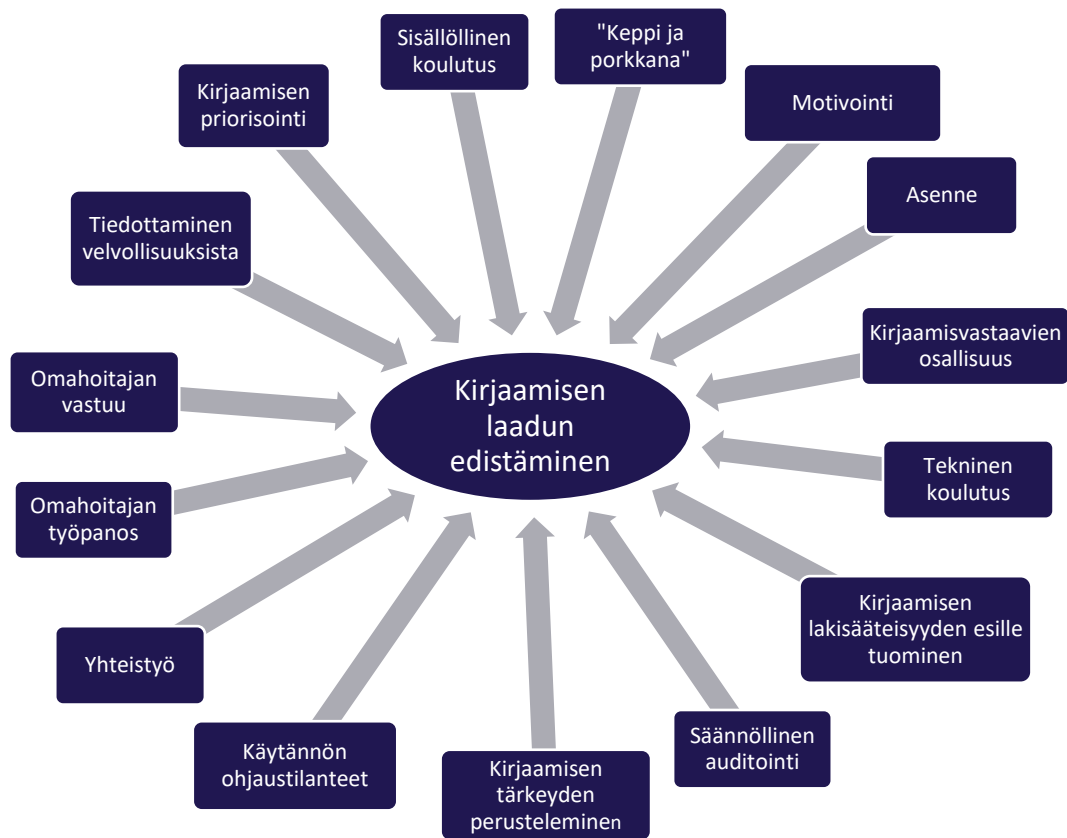 Sisällöllinen
koulutus
"Keppi ja
porkkana"
Motivointi
Kirjaamisen
priorisointi
Asenne
Tiedottaminen
velvollisuuksista
Kirjaamisvastaavien
osallisuus
Omahoitajan
vastuu
Kirjaamisen
laadun
edistäminen
Tekninen
koulutus
Omahoitajan
työpanos
Kirjaamisen
lakisääteisyyden esille
tuominen
Yhteistyö
Säännöllinen
auditointi
Käytännön
ohjaustilanteet
Kirjaamisen
tärkeyden
perusteleminen